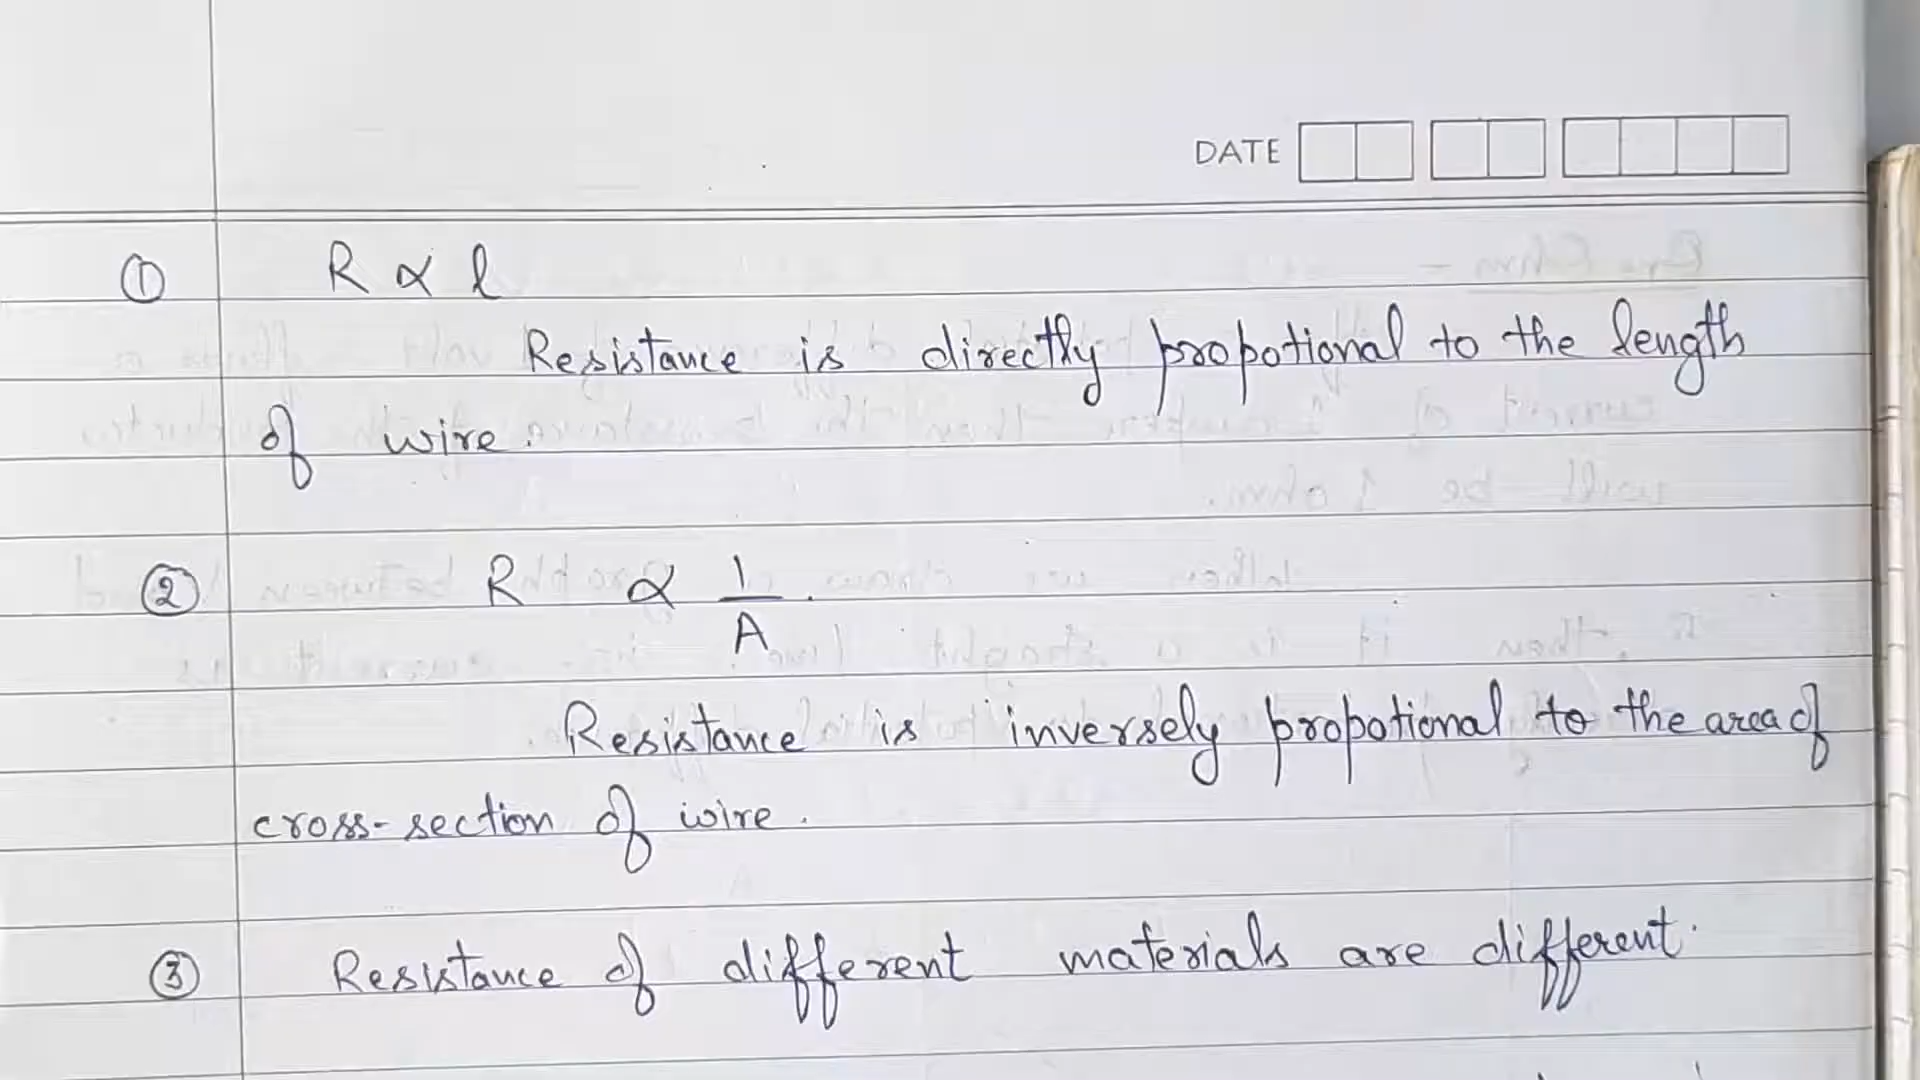 DATE
① R ∝ l
Resistance is directly propotional to the length
of wire.
② R ∝ 1/A.
Resistance is inversely propotional to the area of
cross-section of wire.
③ Resistance of different materials are different.